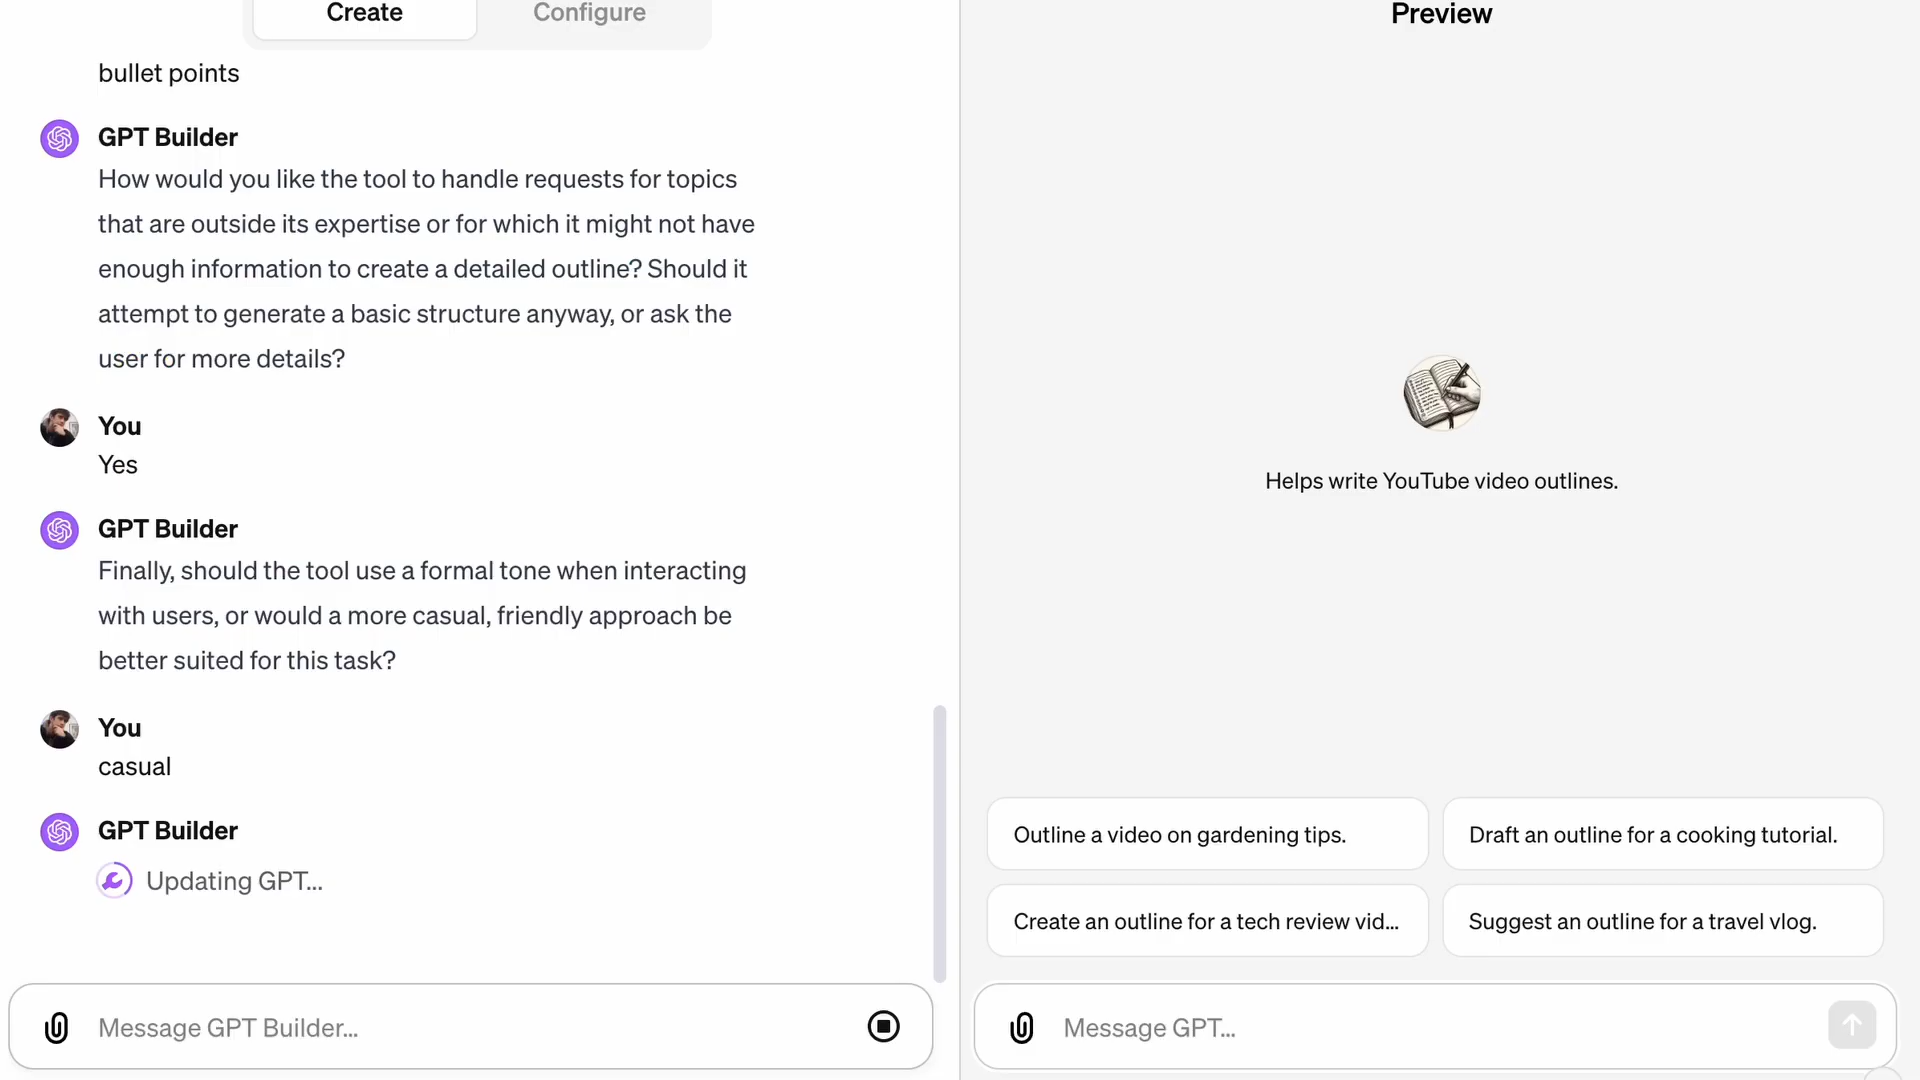 Create
Configure
bullet points
GPT Builder
How would you like the tool to handle requests for topics
that are outside its expertise or for which it might not have
enough information to create a detailed outline? Should it
attempt to generate a basic structure anyway, or ask the
user for more details?
You
Yes
GPT Builder
Finally, should the tool use a formal tone when interacting
with users, or would a more casual, friendly approach be
better suited for this task?
You
casual
GPT Builder
Updating GPT...
Message GPT Builder...
Preview
Helps write YouTube video outlines.
Outline a video on gardening tips.
Draft an outline for a cooking tutorial.
Create an outline for a tech review vid...
Suggest an outline for a travel vlog.
Message GPT...